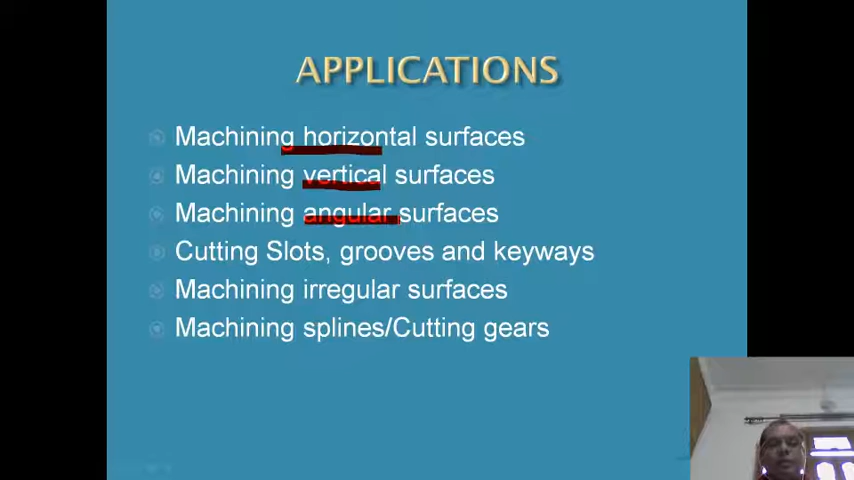 APPLICATIONS
Machining horizontal surfaces
Machining vertical surfaces
Machining angular surfaces
Cutting Slots, grooves and keyways
Machining irregular surfaces
Machining splines/Cutting gears